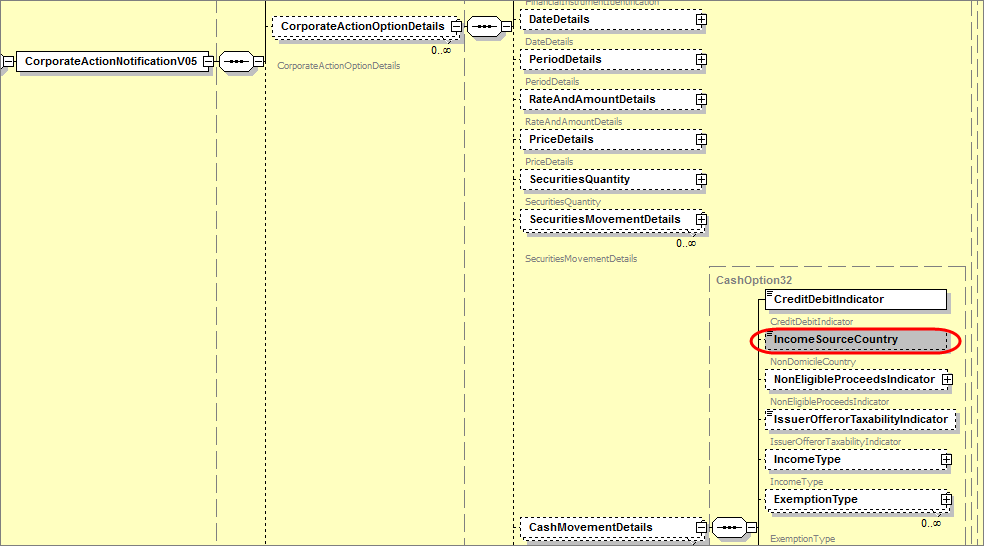 FinancialInstrumentIdentification
CorporateActionOptionDetails
0..∞
CorporateActionOptionDetails
CorporateActionNotificationV05
DateDetails
DateDetails
PeriodDetails
PeriodDetails
RateAndAmountDetails
RateAndAmountDetails
PriceDetails
PriceDetails
SecuritiesQuantity
SecuritiesQuantity
SecuritiesMovementDetails
0..∞
SecuritiesMovementDetails
CashOption32
CreditDebitIndicator
CreditDebitIndicator
IncomeSourceCountry
NonDomicileCountry
NonEligibleProceedsIndicator
NonEligibleProceedsIndicator
IssuerOfferorTaxabilityIndicator
IssuerOfferorTaxabilityIndicator
IncomeType
IncomeType
ExemptionType
0..∞
ExemptionType
CashMovementDetails